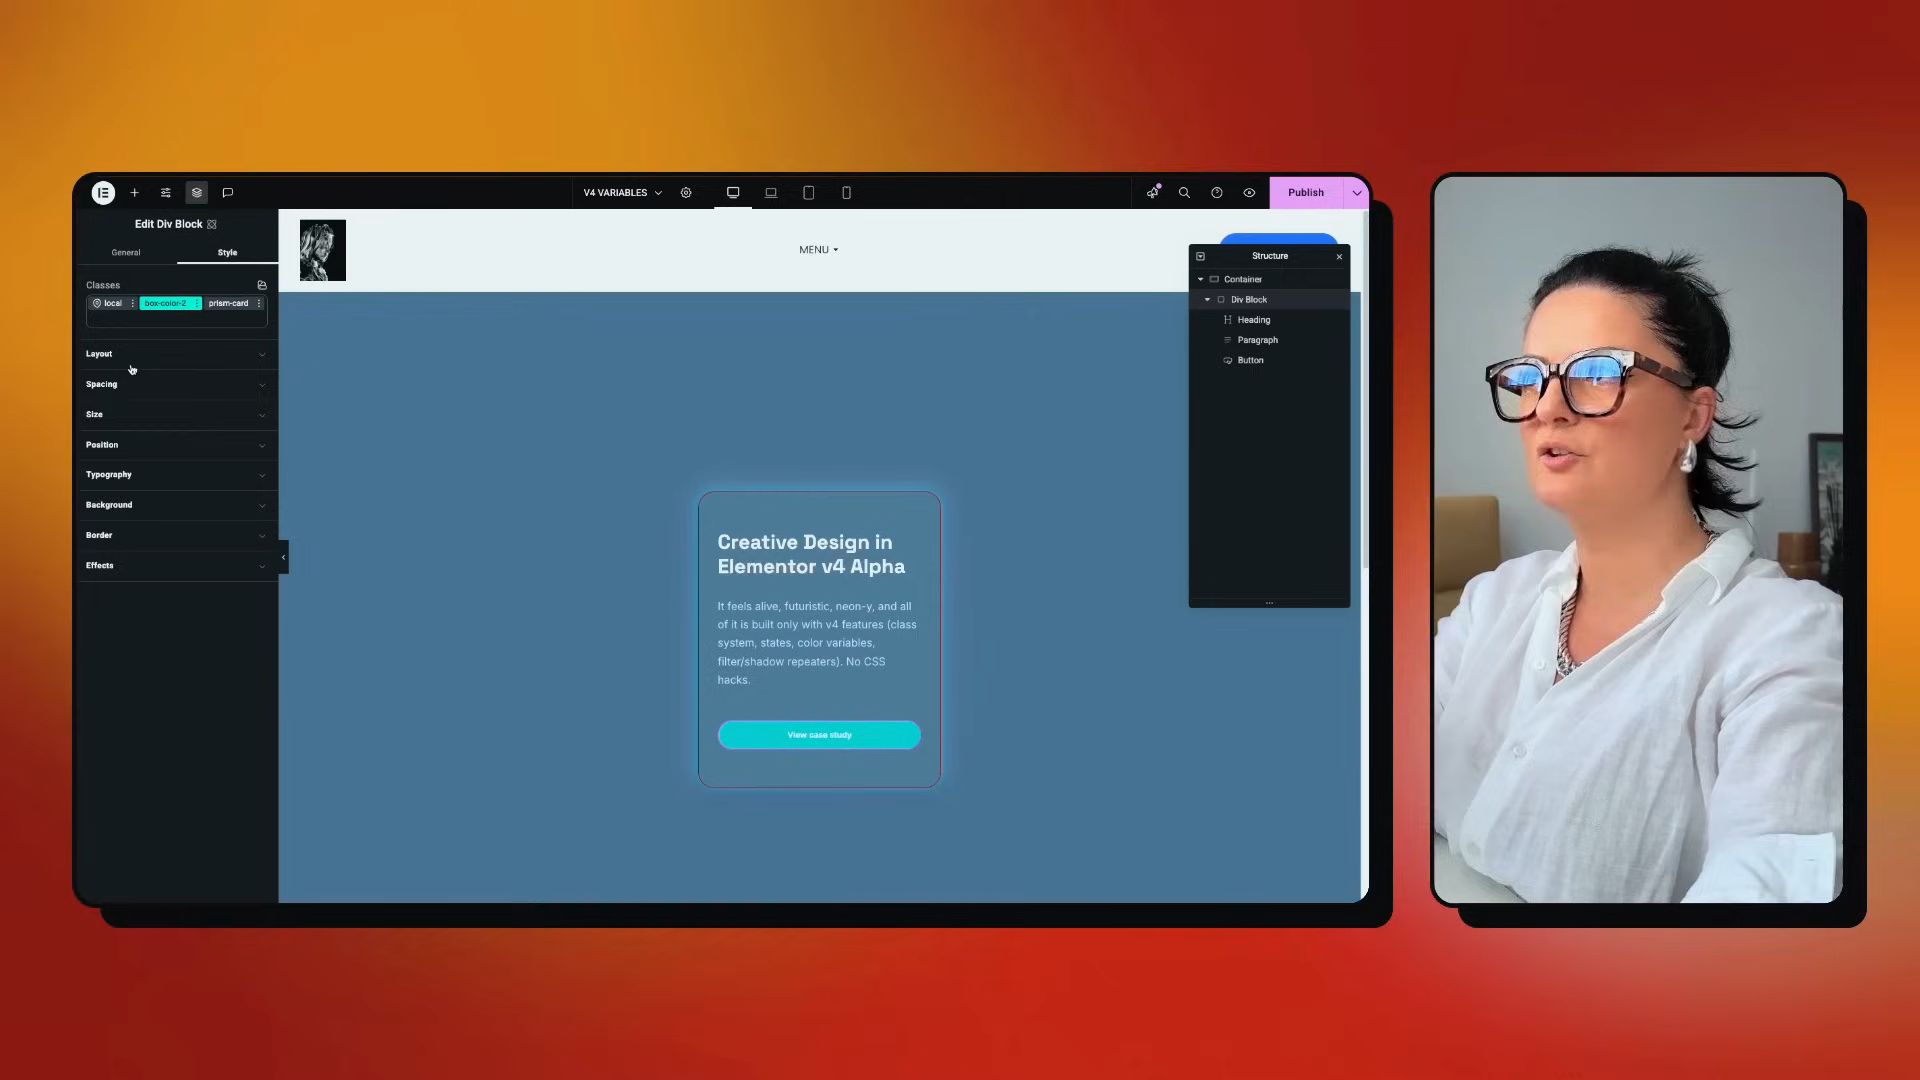 V4 VARIABLES
Publish
Edit Div Block
General
Style
Classes
local
box-color-2
prism-card
Layout
Spacing
Size
Position
Typography
Background
Border
Effects
MENU
Creative Design in
Elementor v4 Alpha
It feels alive, futuristic, neon-y, and all
of it is built only with v4 features (class
system, states, color variables,
filter/shadow repeaters). No CSS
hacks.
View case study
Structure
Container
Div Block
Heading
Paragraph
Button